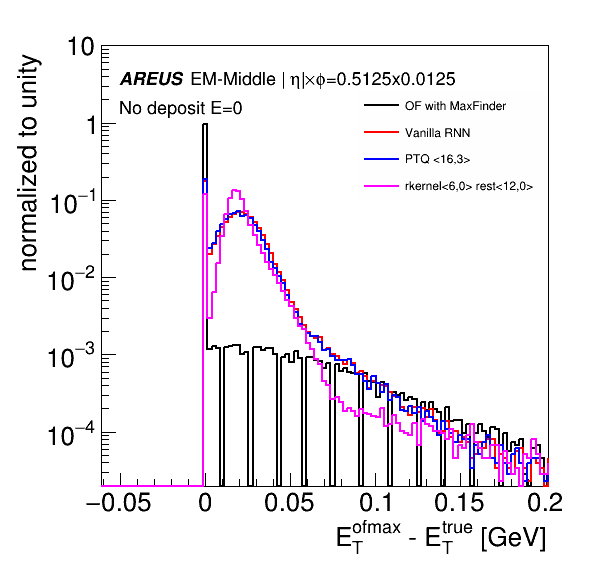 10
1
10⁻¹
10⁻²
10⁻³
10⁻⁴
normalized to unity
AREUS EM-Middle | η|×ϕ=0.5125x0.0125
No deposit E=0
OF with MaxFinder
Vanilla RNN
PTQ <16,3>
rkernel<6,0> rest<12,0>
−0.05 0 0.05 0.1 0.15 0.2
E_T^ofmax - E_T^true [GeV]